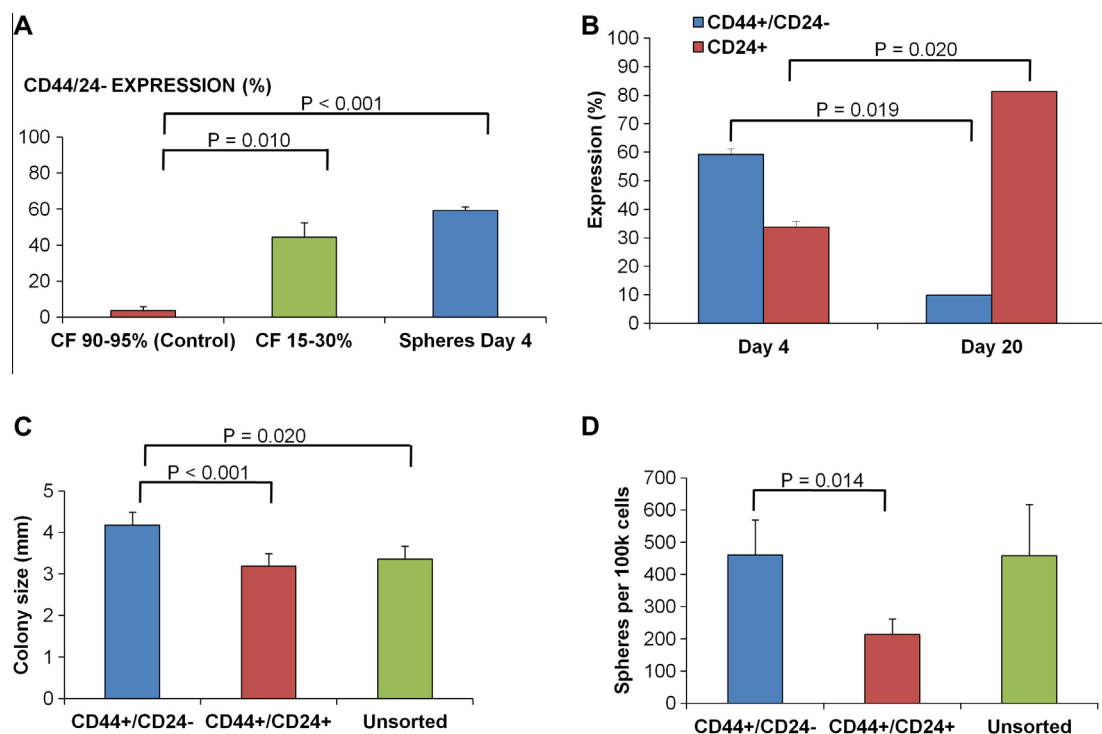 A
CD44/24- EXPRESSION (%)
P < 0.001
P = 0.010
100
80
60
40
20
0
CF 90-95% (Control) CF 15-30% Spheres Day 4
B
CD44+/CD24-
CD24+
P = 0.020
P = 0.019
Expression (%)
100
90
80
70
60
50
40
30
20
10
0
Day 4 Day 20
C
P = 0.020
P < 0.001
Colony size (mm)
5
4
3
2
1
0
CD44+/CD24- CD44+/CD24+ Unsorted
D
P = 0.014
Spheres per 100k cells
700
600
500
400
300
200
100
0
CD44+/CD24- CD44+/CD24+ Unsorted